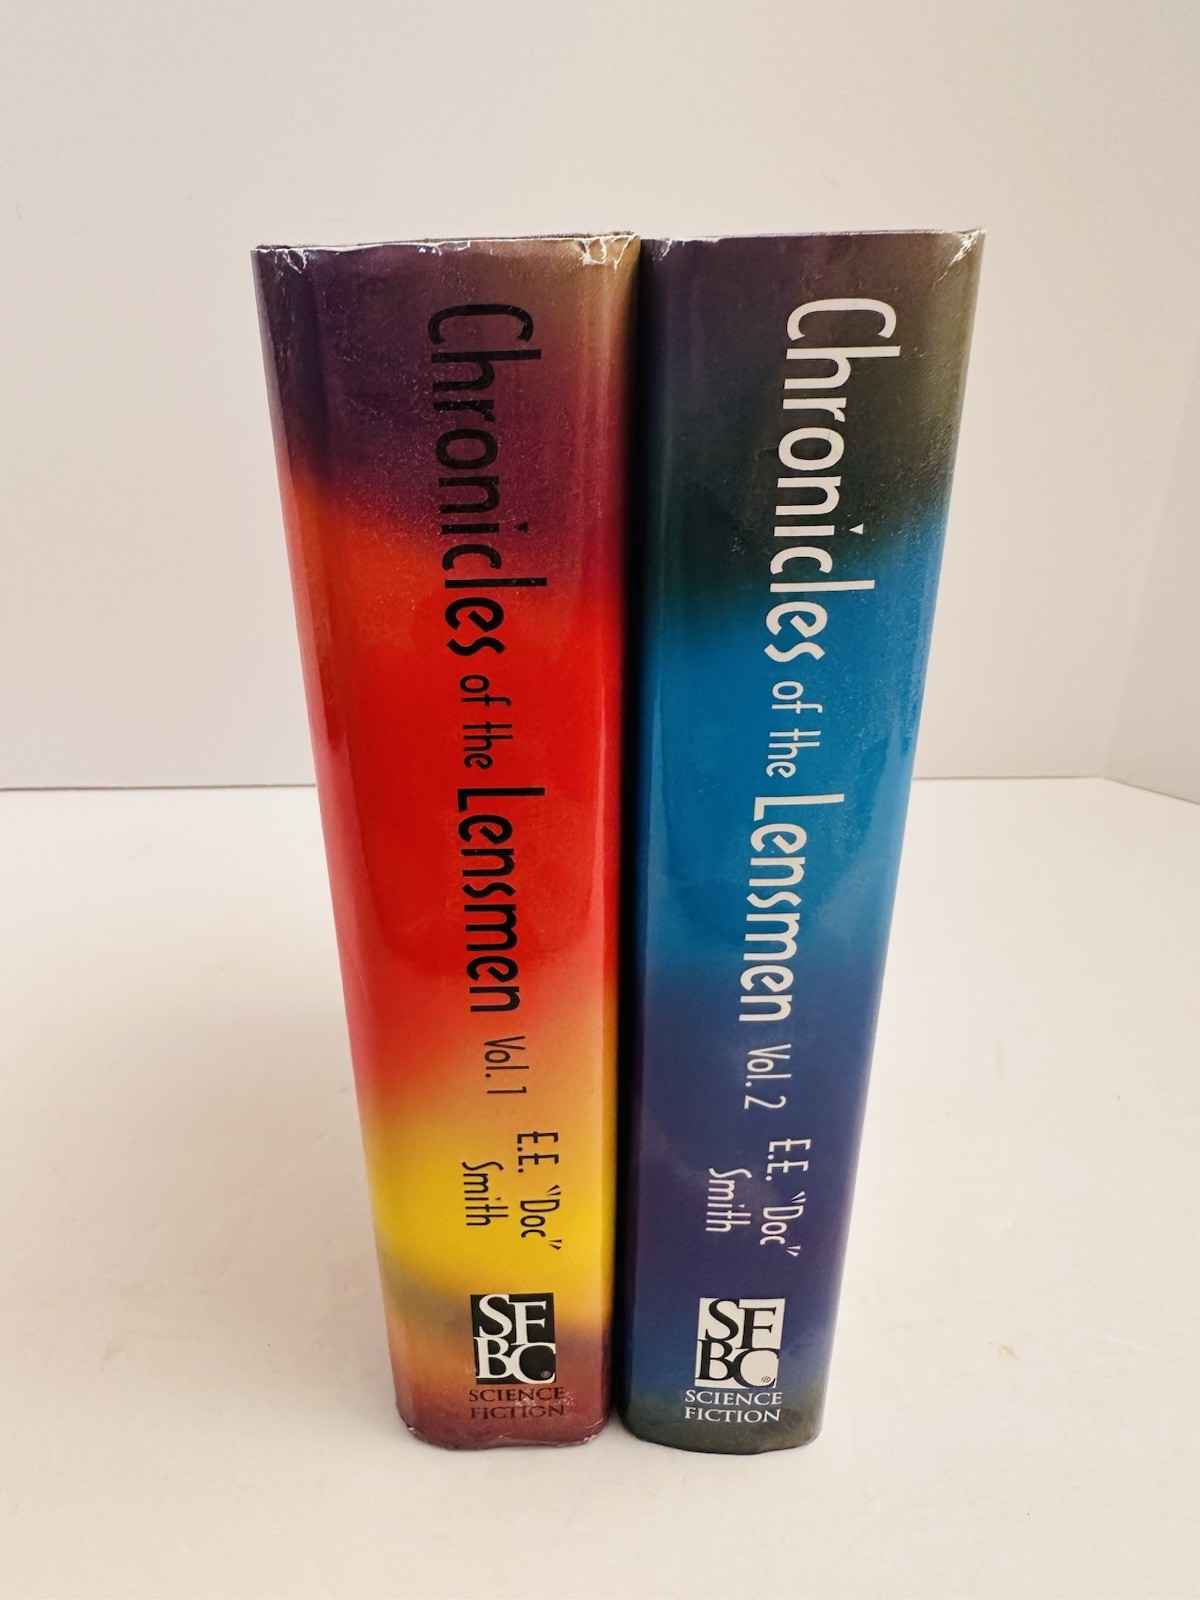 Chronicles of the Lensmen Vol. 1
E.E. "Doc"
Smith
SF
BC®
SCIENCE
FICTION
Chronicles of the Lensmen Vol. 2
E.E. "Doc"
Smith
SF
BC®
SCIENCE
FICTION